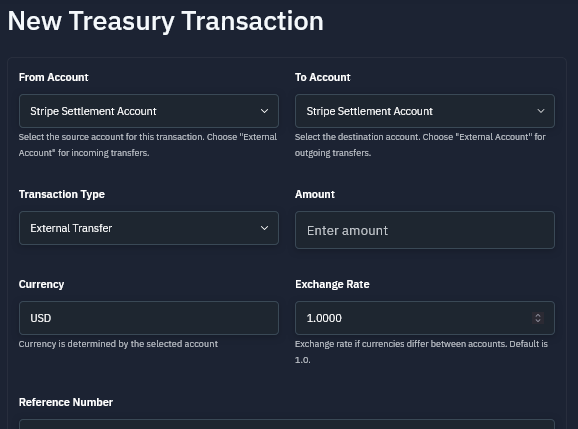 New Treasury Transaction
From Account
To Account
Stripe Settlement Account
Stripe Settlement Account
Select the source account for this transaction. Choose "External
Account" for incoming transfers.
Select the destination account. Choose "External Account" for
outgoing transfers.
Transaction Type
Amount
External Transfer
Enter amount
Currency
Exchange Rate
USD
1.0000
Currency is determined by the selected account
Exchange rate if currencies differ between accounts. Default is
1.0.
Reference Number